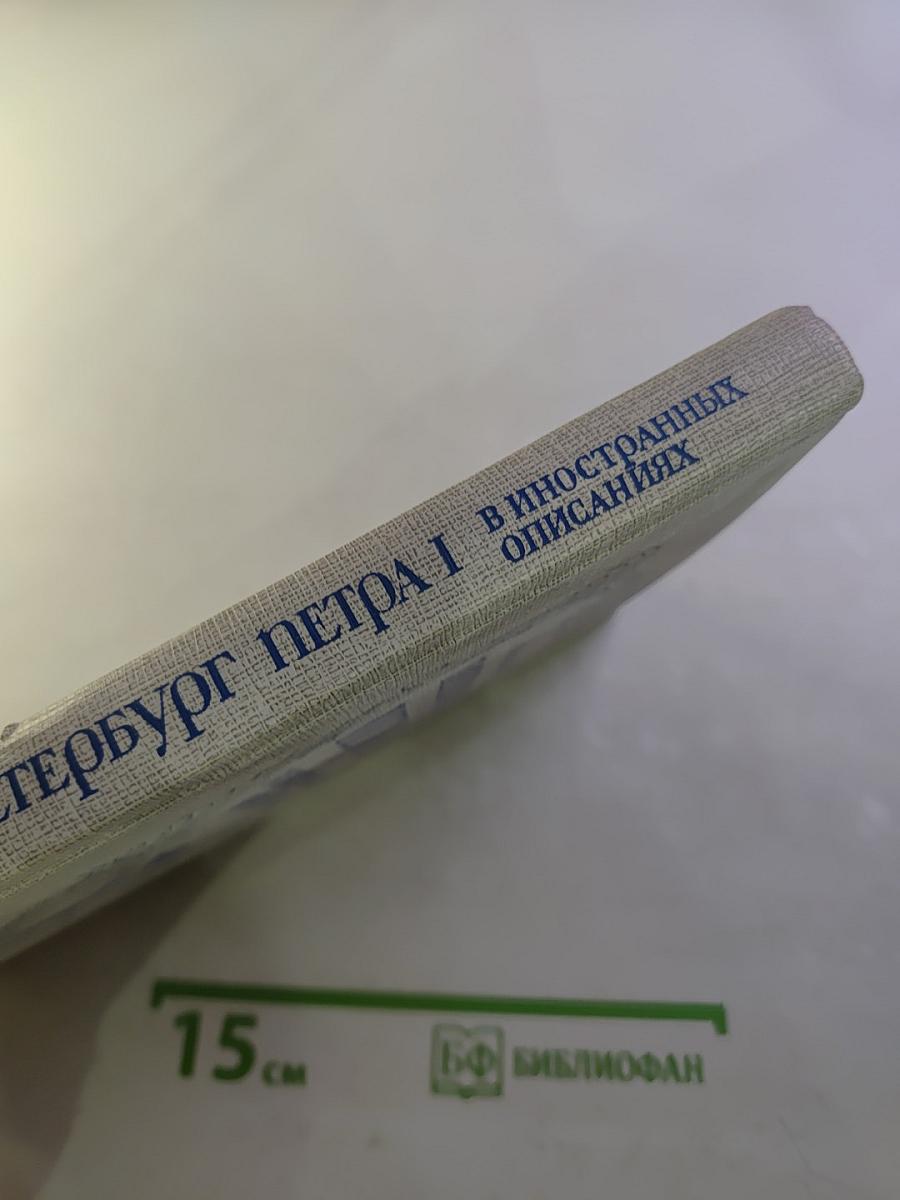 ТЕРБУРГ ПЕТРА I
В ИНОСТРАННЫХ
ОПИСАНИЯХ
15 см
БФ БИБЛИОФАН